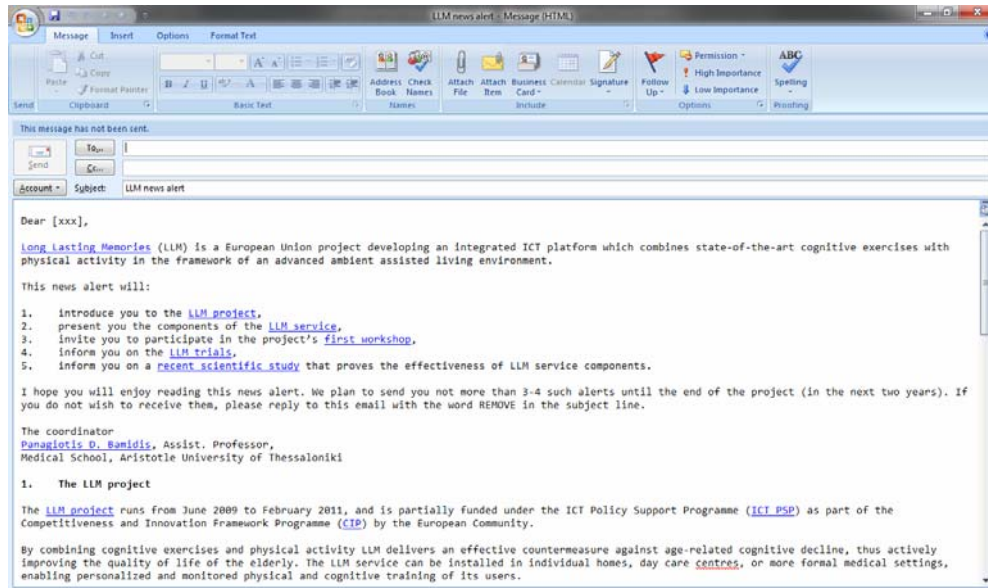 LLM news alert - Message (HTML)
Message Insert Options Format Text
Cut
Copy
Paste Format Painter
Clipboard
B I U
Basic Text
Address Book
Check Names
Names
Attach File
Attach Item
Business Card
Calendar
Signature
Include
Follow Up
Permission
High Importance
Low Importance
Options
ABC
Spelling
Proofing
Send
This message has not been sent.
Send
To...
Cc...
Account Subject: LLM news alert
Dear [xxx],
Long Lasting Memories (LLM) is a European Union project developing an integrated ICT platform which combines state-of-the-art cognitive exercises with
physical activity in the framework of an advanced ambient assisted living environment.
This news alert will:
1. introduce you to the LLM project,
2. present you the components of the LLM service,
3. invite you to participate in the project's first workshop,
4. inform you on the LLM trials,
5. inform you on a recent scientific study that proves the effectiveness of LLM service components.
I hope you will enjoy reading this news alert. We plan to send you not more than 3-4 such alerts until the end of the project (in the next two years). If
you do not wish to receive them, please reply to this email with the word REMOVE in the subject line.
The coordinator
Panagiotis D. Bamidis, Assist. Professor,
Medical School, Aristotle University of Thessaloniki
1. The LLM project
The LLM project runs from June 2009 to February 2011, and is partially funded under the ICT Policy Support Programme (ICT PSP) as part of the
Competitiveness and Innovation Framework Programme (CIP) by the European Community.
By combining cognitive exercises and physical activity LLM delivers an effective countermeasure against age-related cognitive decline, thus actively
improving the quality of life of the elderly. The LLM service can be installed in individual homes, day care centres, or more formal medical settings,
enabling personalized and monitored physical and cognitive training of its users.